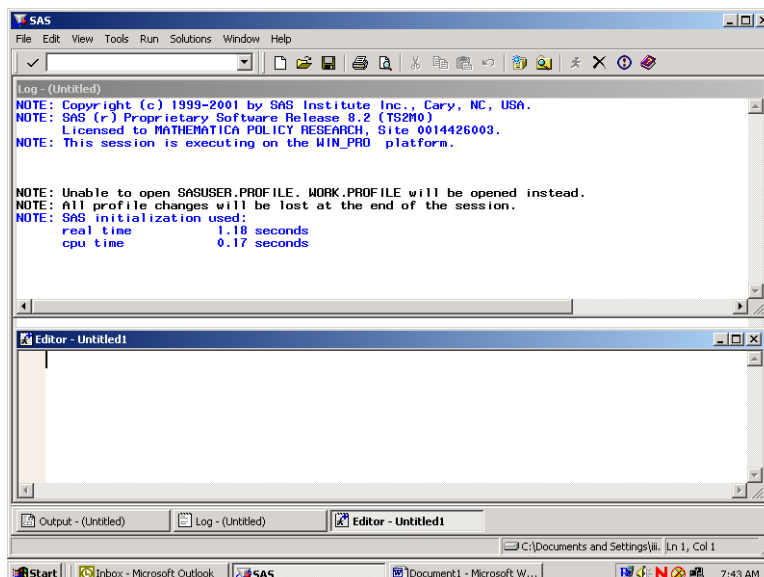 SAS
File Edit View Tools Run Solutions Window Help
Log - (Untitled)
NOTE: Copyright (c) 1999-2001 by SAS Institute Inc., Cary, NC, USA.
NOTE: SAS (r) Proprietary Software Release 8.2 (TS2M0)
Licensed to MATHEMATICA POLICY RESEARCH, Site 0014426003.
NOTE: This session is executing on the WIN_PRO platform.
NOTE: Unable to open SASUSER.PROFILE. WORK.PROFILE will be opened instead.
NOTE: All profile changes will be lost at the end of the session.
NOTE: SAS initialization used:
real time 1.18 seconds
cpu time 0.17 seconds
Editor - Untitled1
Output - (Untitled) Log - (Untitled) Editor - Untitled1
C:\Documents and Settings\iii. Ln 1, Col 1
Start Inbox - Microsoft Outlook SAS Document1 - Microsoft W... N 7:43 AM